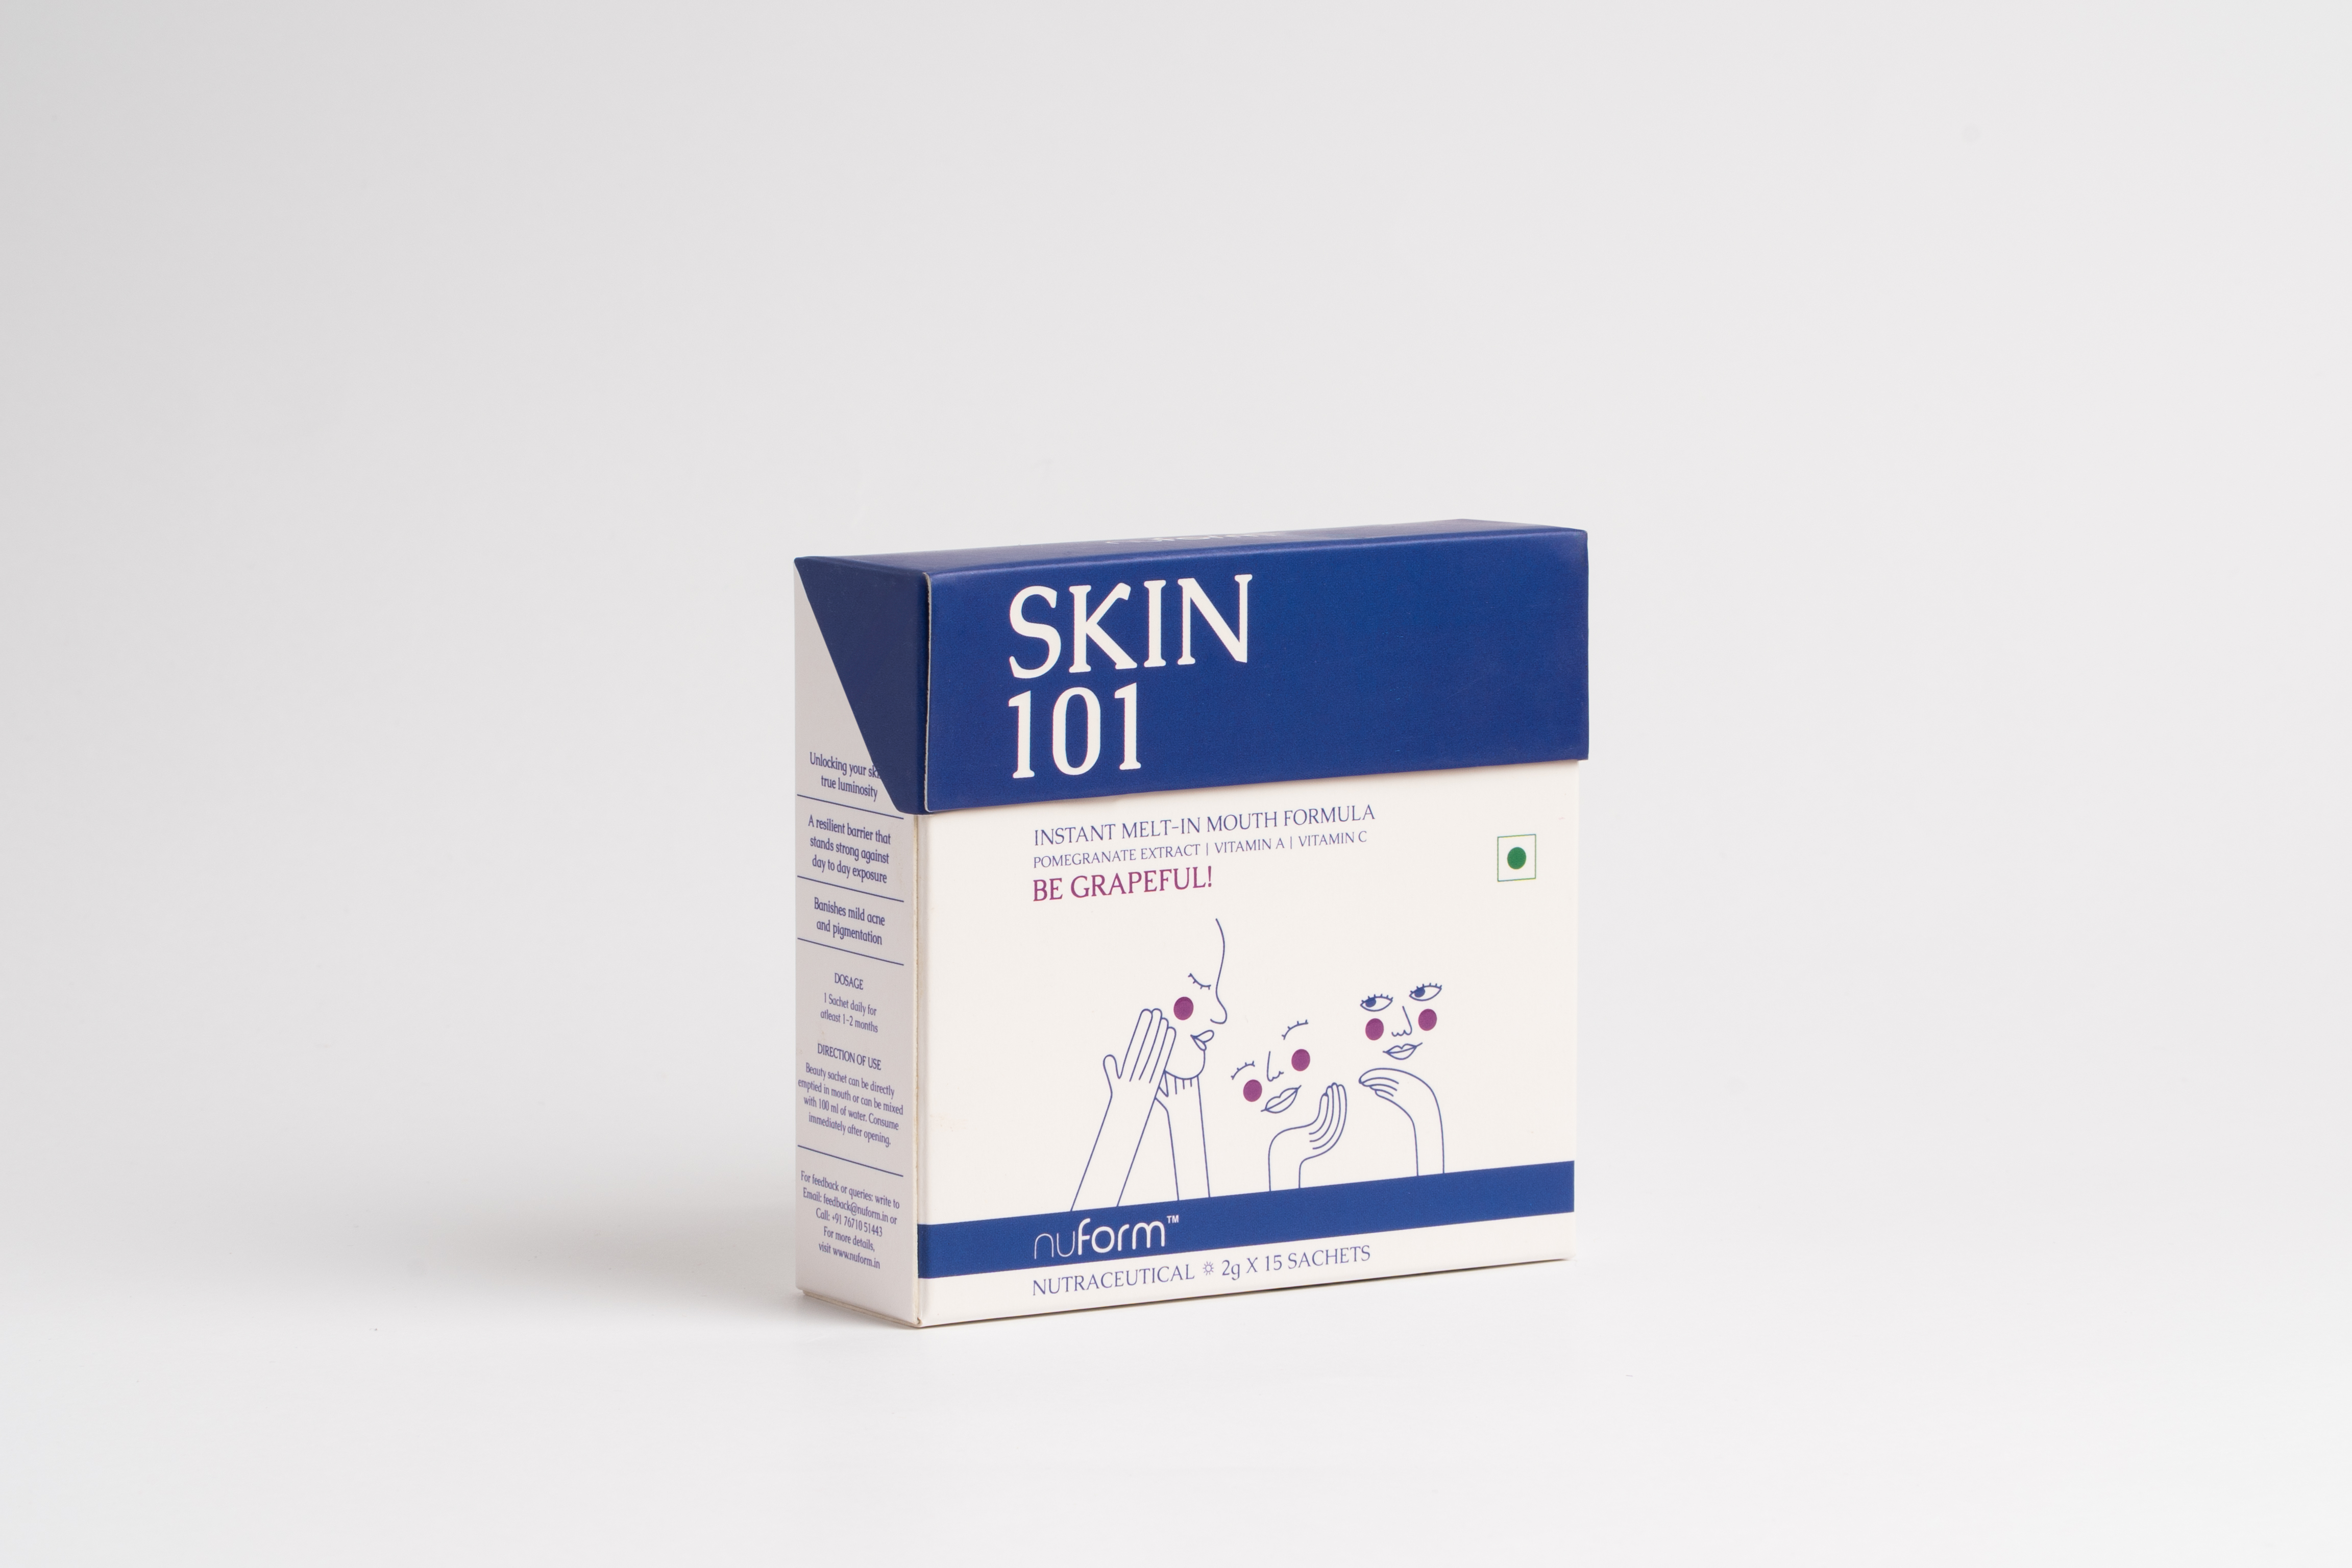 SKIN
101
INSTANT MELT-IN MOUTH FORMULA
POMEGRANATE EXTRACT | VITAMIN A | VITAMIN C
BE GRAPEFUL!
nuform™
NUTRACEUTICAL ☼ 2g X 15 SACHETS
Unlocking your
true luminosity
A resilient barrier that
stands strong against
day to day exposure
Banishes mild acne
and pigmentation
DOSAGE
1 Sachet daily for
atleast 1-2 months
DIRECTION OF USE
Beauty sachet can be directly
emptied in mouth or can be mixed
with 100 ml of water. Consume
immediately after opening.
For feedback or queries: write to
Email: feedback@nuform.in or
Call: +91 76710 51443
For more details,
visit www.nuform.in